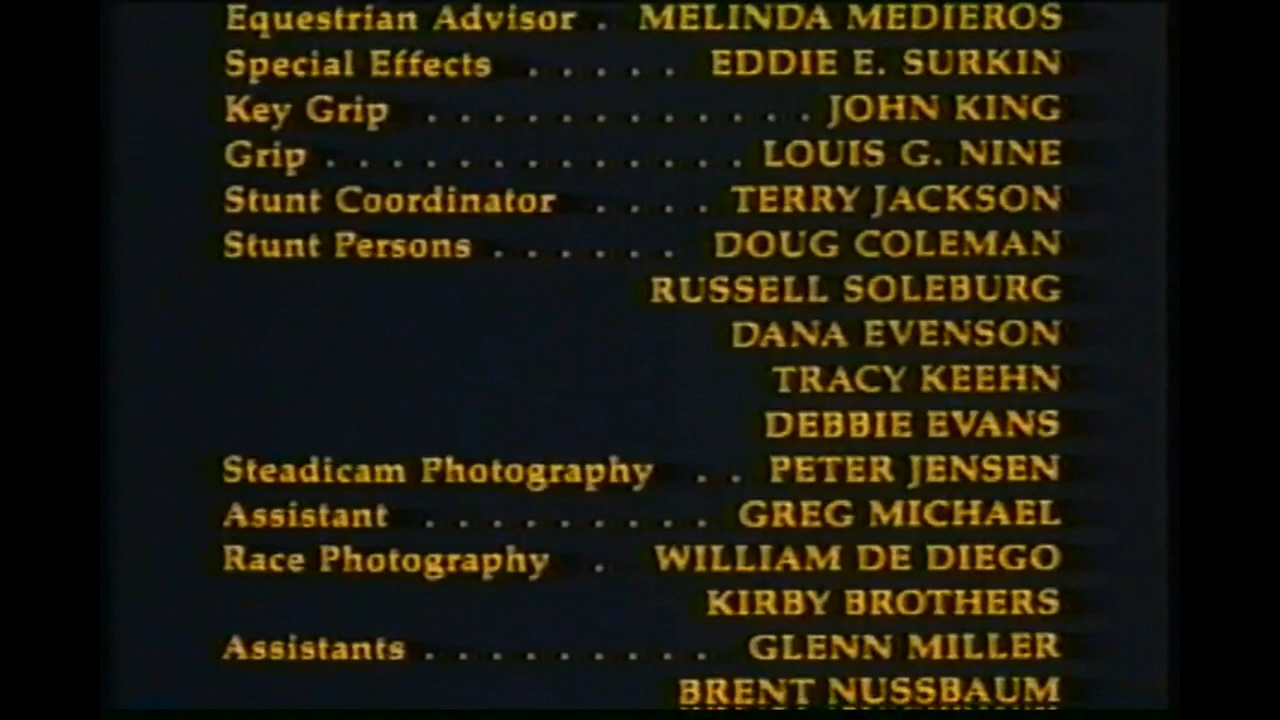 Equestrian Advisor . MELINDA MEDIEROS
Special Effects . . . . . EDDIE E. SURKIN
Key Grip . . . . . . . . . . . . JOHN KING
Grip . . . . . . . . . . . . . LOUIS G. NINE
Stunt Coordinator . . . . TERRY JACKSON
Stunt Persons . . . . . . DOUG COLEMAN
RUSSELL SOLEBURG
DANA EVENSON
TRACY KEEHN
DEBBIE EVANS
Steadicam Photography . . PETER JENSEN
Assistant . . . . . . . . . GREG MICHAEL
Race Photography . WILLIAM DE DIEGO
KIRBY BROTHERS
Assistants . . . . . . . . . GLENN MILLER
BRENT NUSSBAUM